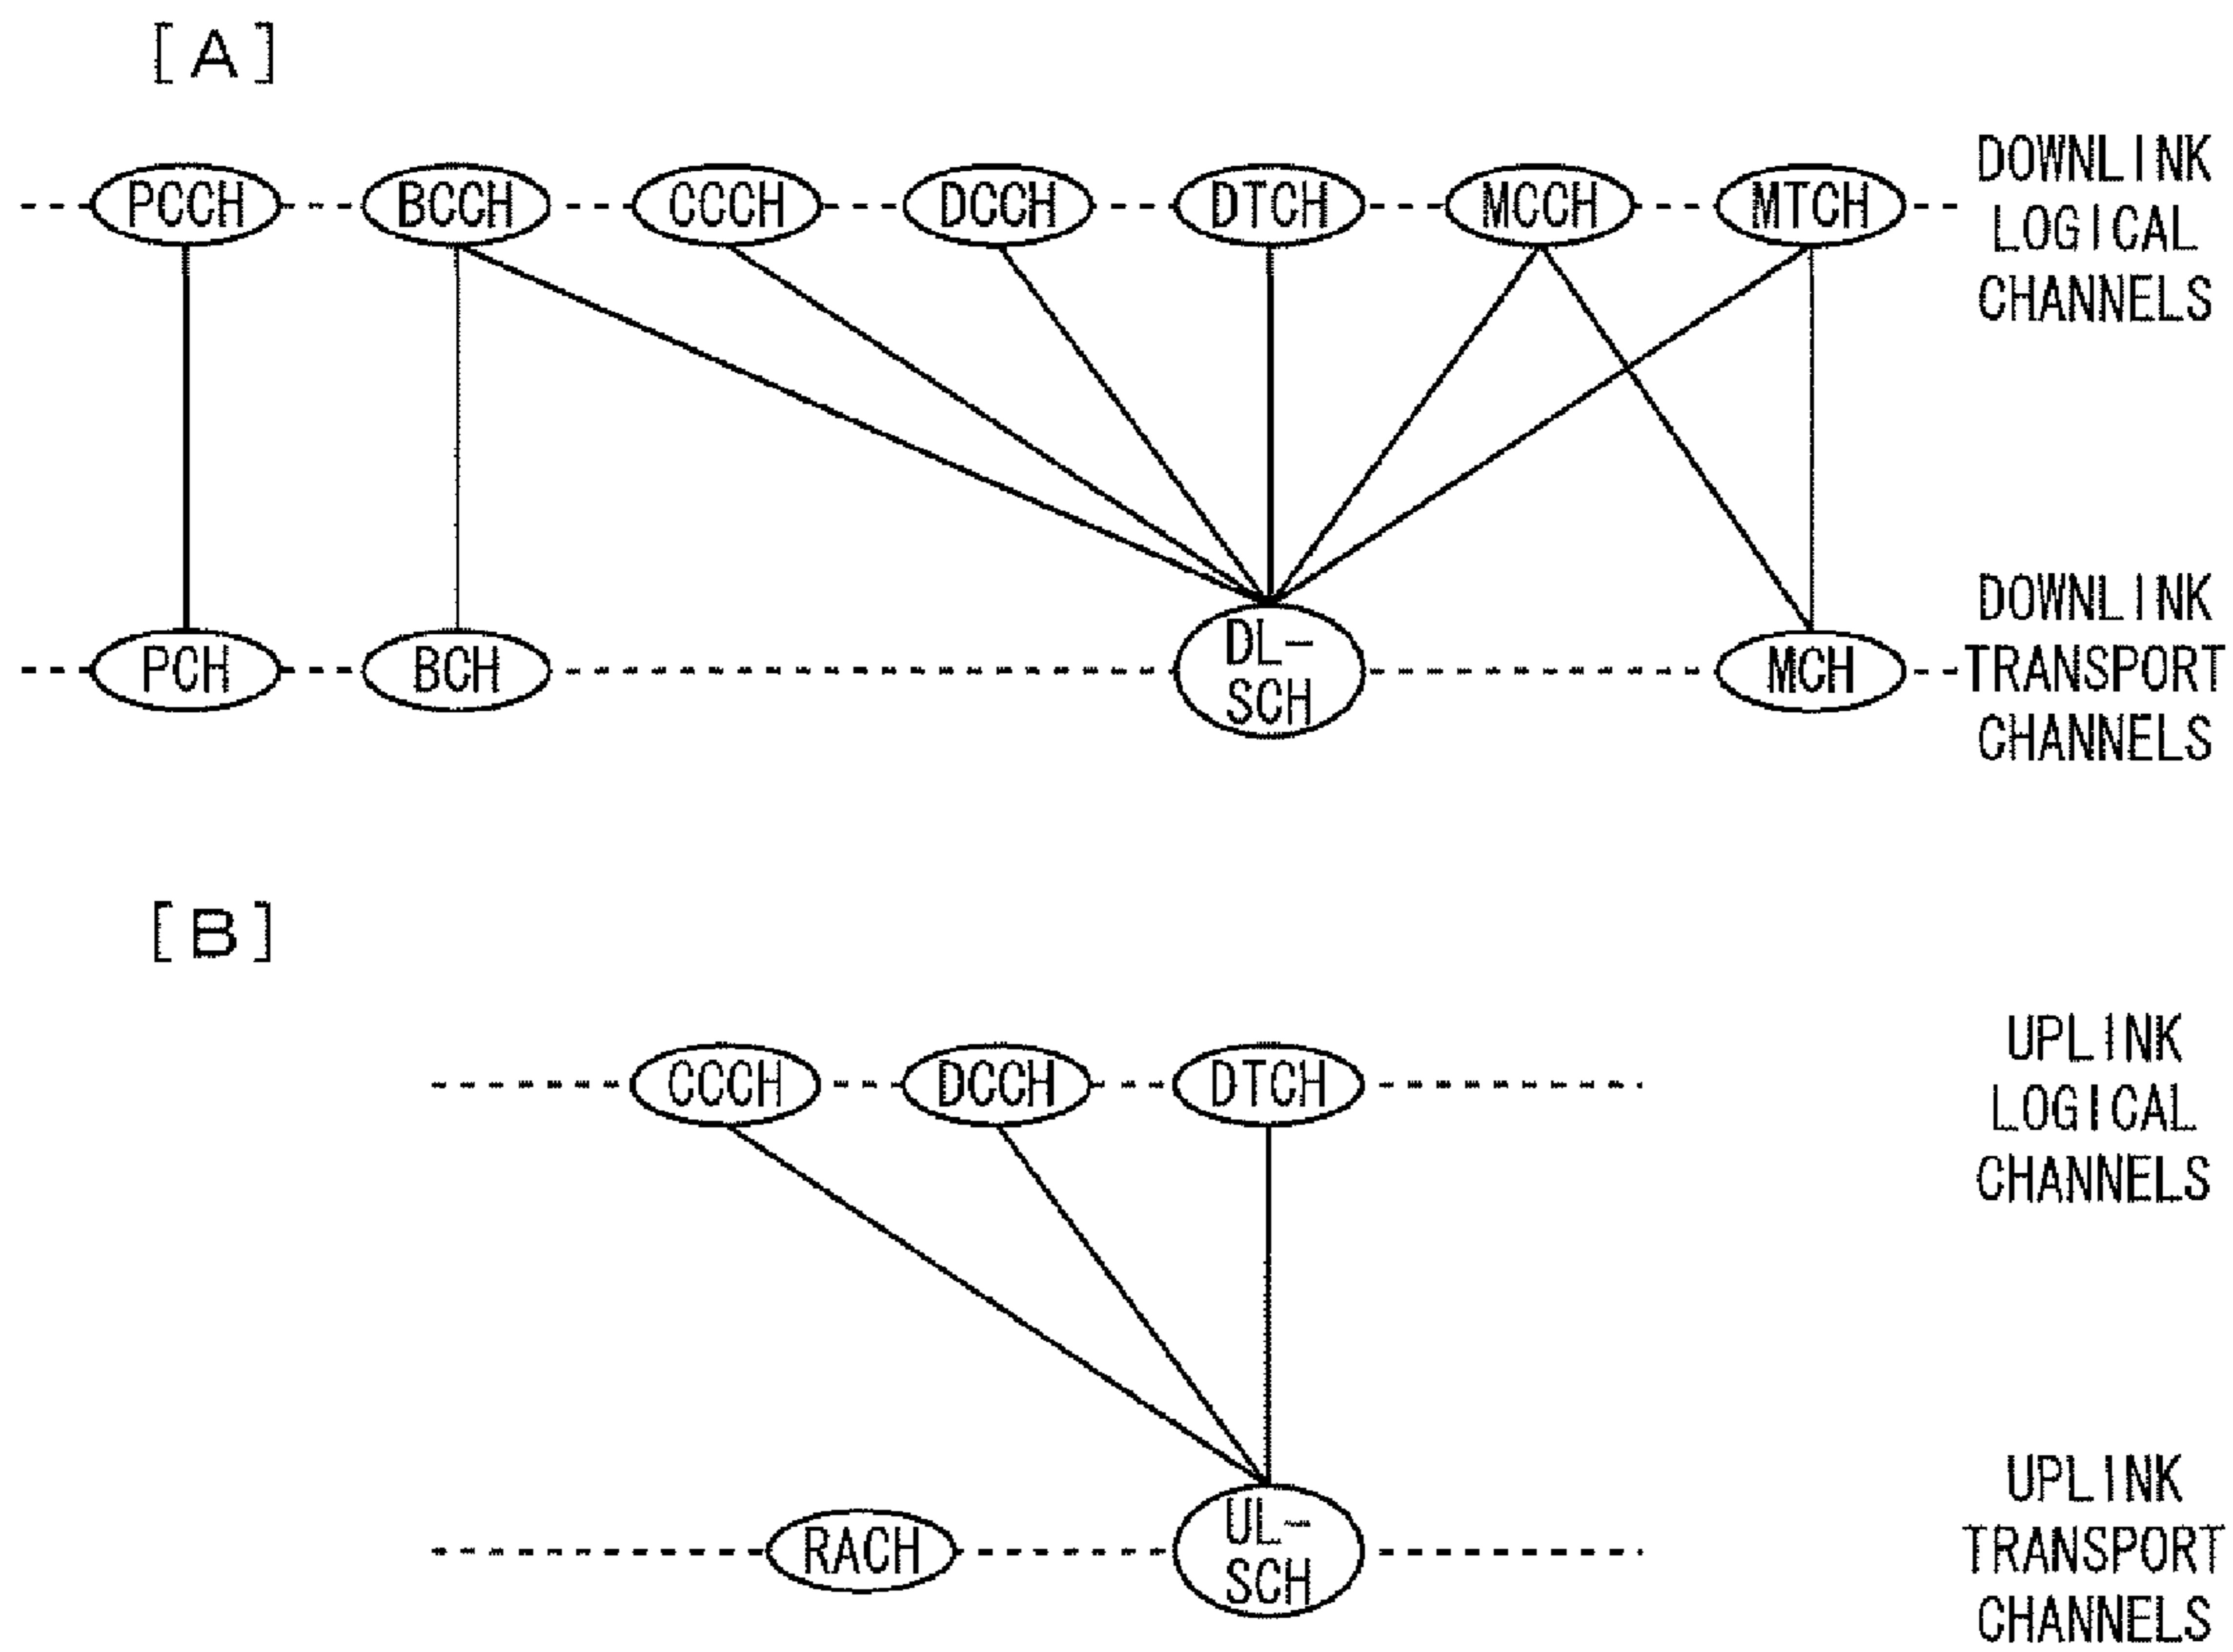 [A]
PCCH BCCH CCCH DCCH DTCH MCCH MTCH
DOWNLINK
LOGICAL
CHANNELS
PCH BCH
DL-
SCH
MCH
DOWNLINK
TRANSPORT
CHANNELS
[B]
CCCH DCCH DTCH
UPLINK
LOGICAL
CHANNELS
RACH
UL-
SCH
UPLINK
TRANSPORT
CHANNELS